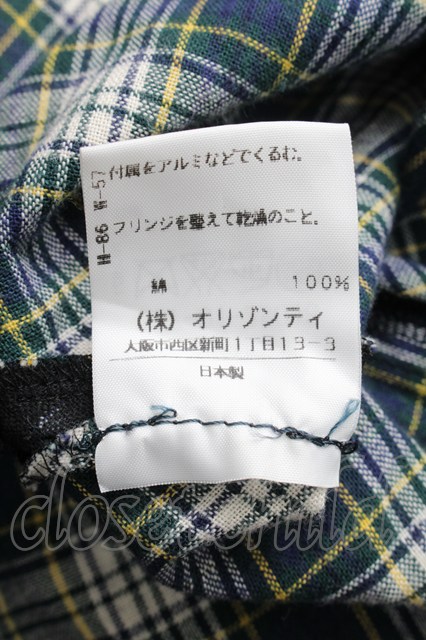 W-57
H-86
付属をアルミなどでくるむ。
フリンジを整えて乾燥のこと。
綿 100%
(株) オリゾンティ
大阪市西区新町1丁目13-3
日本製
closetchild